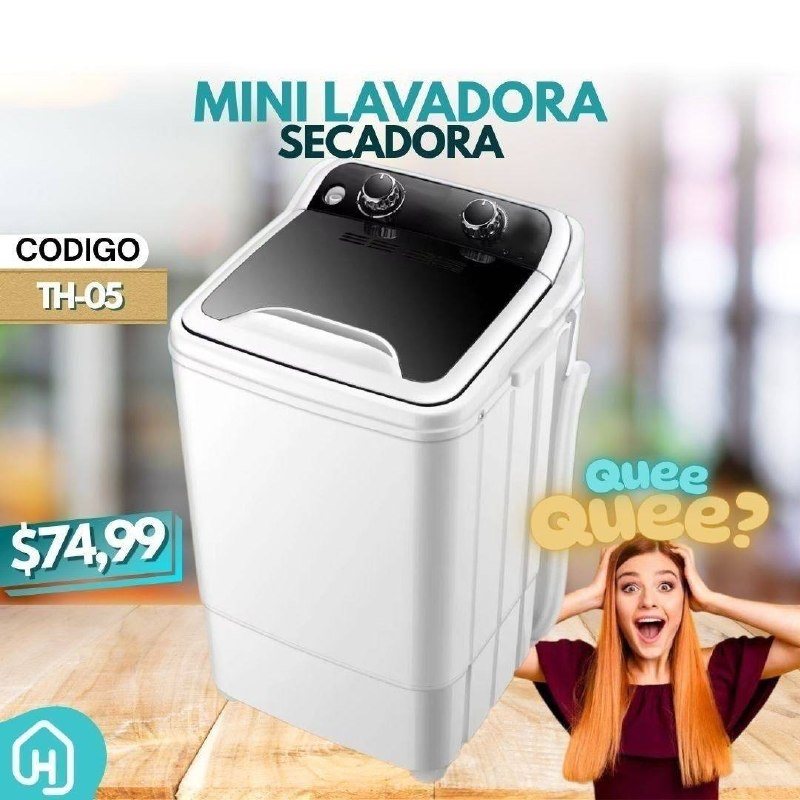 MINI LAVADORA
SECADORA
CODIGO
TH-05
$74,99
Quee
Quee?